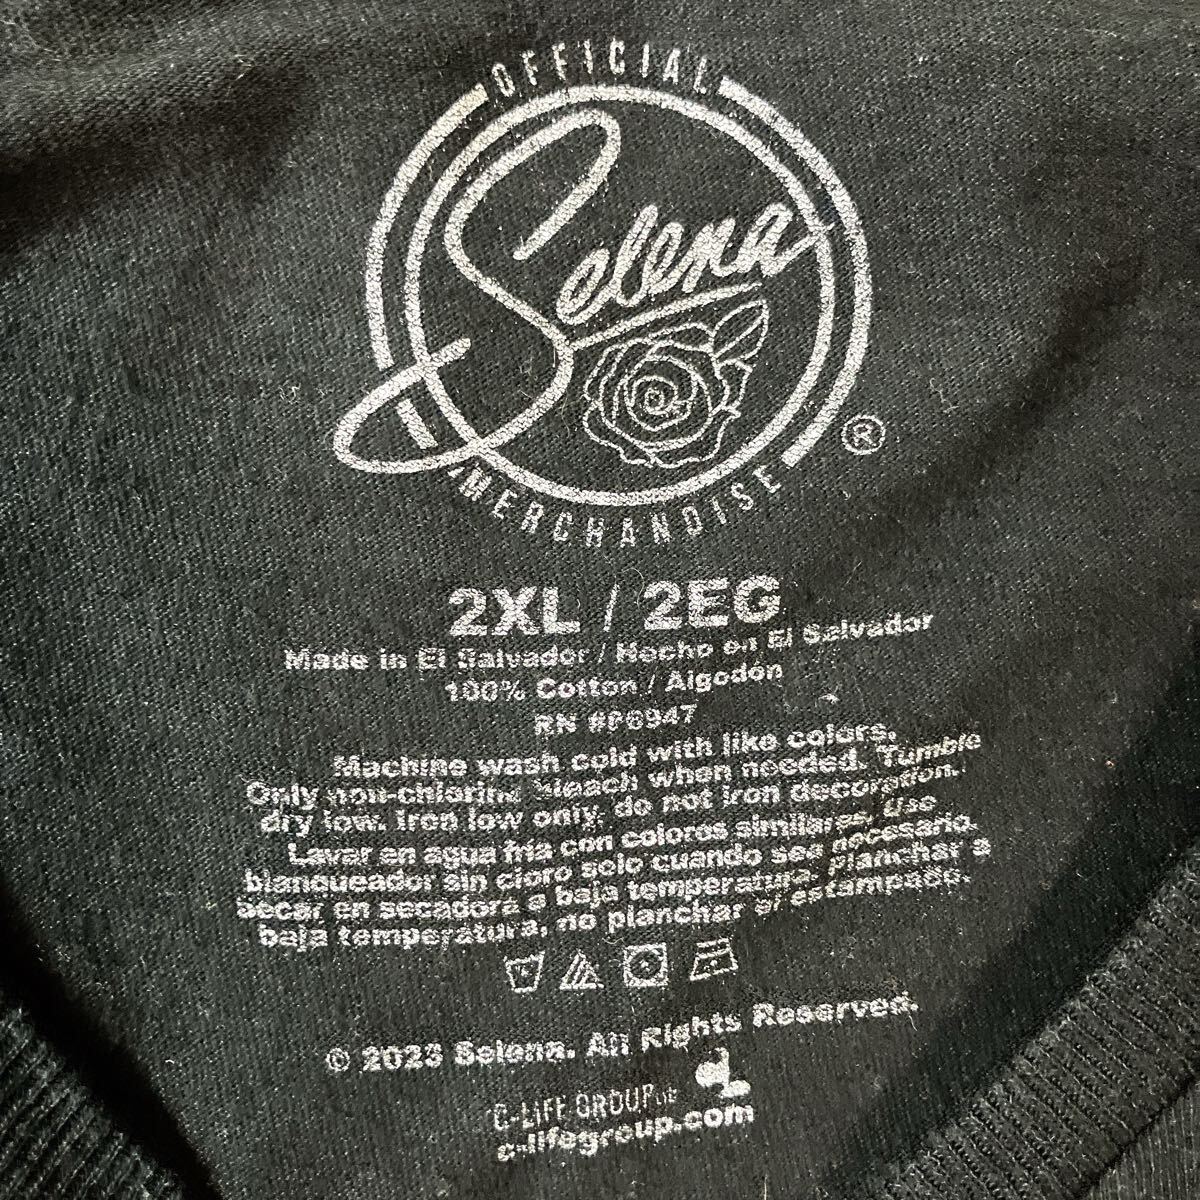 OFFICIAL
Selena
®
MERCHANDISE
2XL / 2EG
Made in El Salvador / Hecho en El Salvador
100% Cotton / Algodón
RN #P6947
Machine wash cold with like colors.
Only non-chlorine bleach when needed. Tumble
dry low. Iron low only, do not iron decoration.
Lavar en agua fria con colores similares. Use
blanqueador sin cloro solo cuando sea necesario.
Secar en secadora a baja temperatura. Planchar a
baja temperatura, no planchar el estampado.
© 2023 Selena. All Rights Reserved.
C-LIFE GROUP
c-lifegroup.com